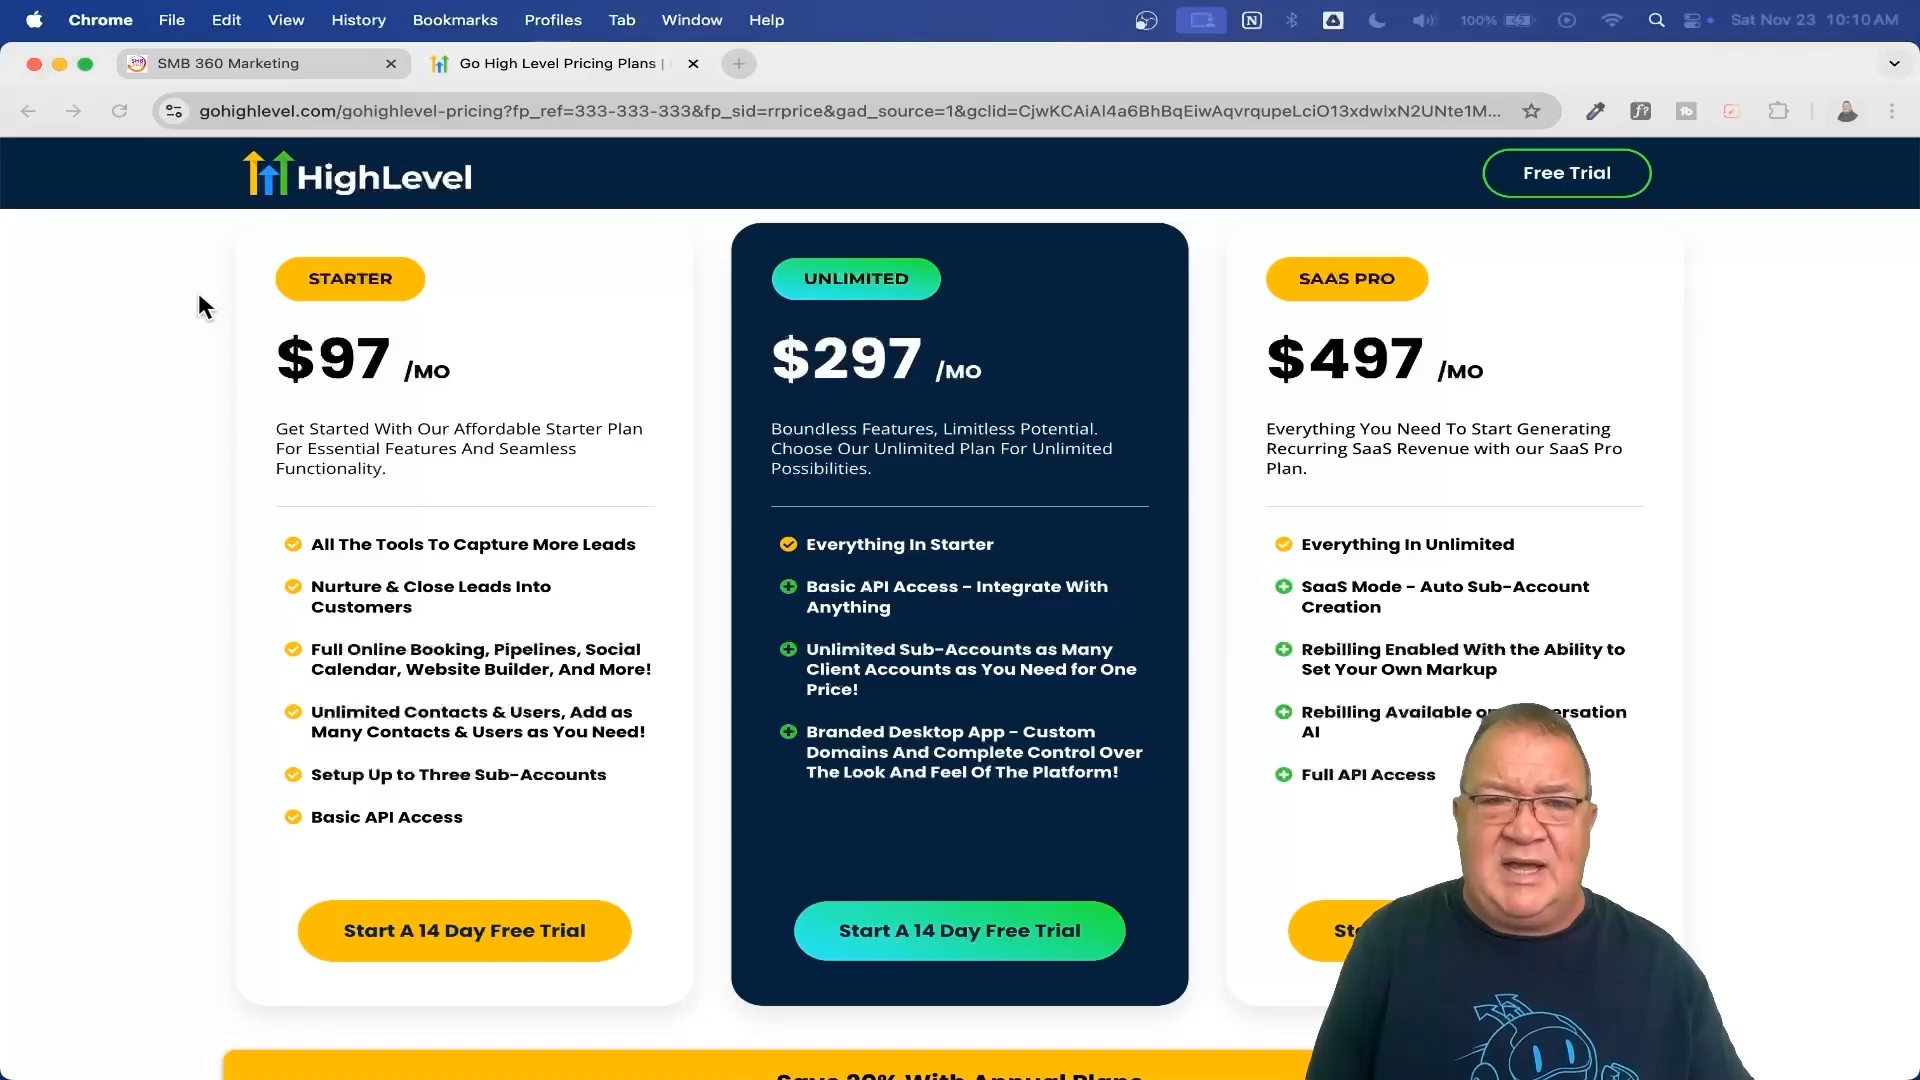 Chrome File Edit View History Bookmarks Profiles Tab Window Help 100% Sat Nov 23 10:10 AM
SMB 360 Marketing
Go High Level Pricing Plans |
gohighlevel.com/gohighlevel-pricing?fp_ref=333-333-333&fp_sid=rrprice&gad_source=1&gclid=CjwKCAiAl4a6BhBqEiwAqvrqupeLciO13xdwlxN2UNte1M...
HighLevel
Free Trial
STARTER
$97 /MO
Get Started With Our Affordable Starter Plan
For Essential Features And Seamless
Functionality.
All The Tools To Capture More Leads
Nurture & Close Leads Into
Customers
Full Online Booking, Pipelines, Social
Calendar, Website Builder, And More!
Unlimited Contacts & Users, Add as
Many Contacts & Users as You Need!
Setup Up to Three Sub-Accounts
Basic API Access
Start A 14 Day Free Trial
UNLIMITED
$297 /MO
Boundless Features, Limitless Potential.
Choose Our Unlimited Plan For Unlimited
Possibilities.
Everything In Starter
Basic API Access – Integrate With
Anything
Unlimited Sub-Accounts as Many
Client Accounts as You Need for One
Price!
Branded Desktop App – Custom
Domains And Complete Control Over
The Look And Feel Of The Platform!
Start A 14 Day Free Trial
SAAS PRO
$497 /MO
Everything You Need To Start Generating
Recurring SaaS Revenue with our SaaS Pro
Plan.
Everything In Unlimited
SaaS Mode – Auto Sub-Account
Creation
Rebilling Enabled With the Ability to
Set Your Own Markup
Rebilling Available
AI
Full API Access
Save 20% With Annual Plans